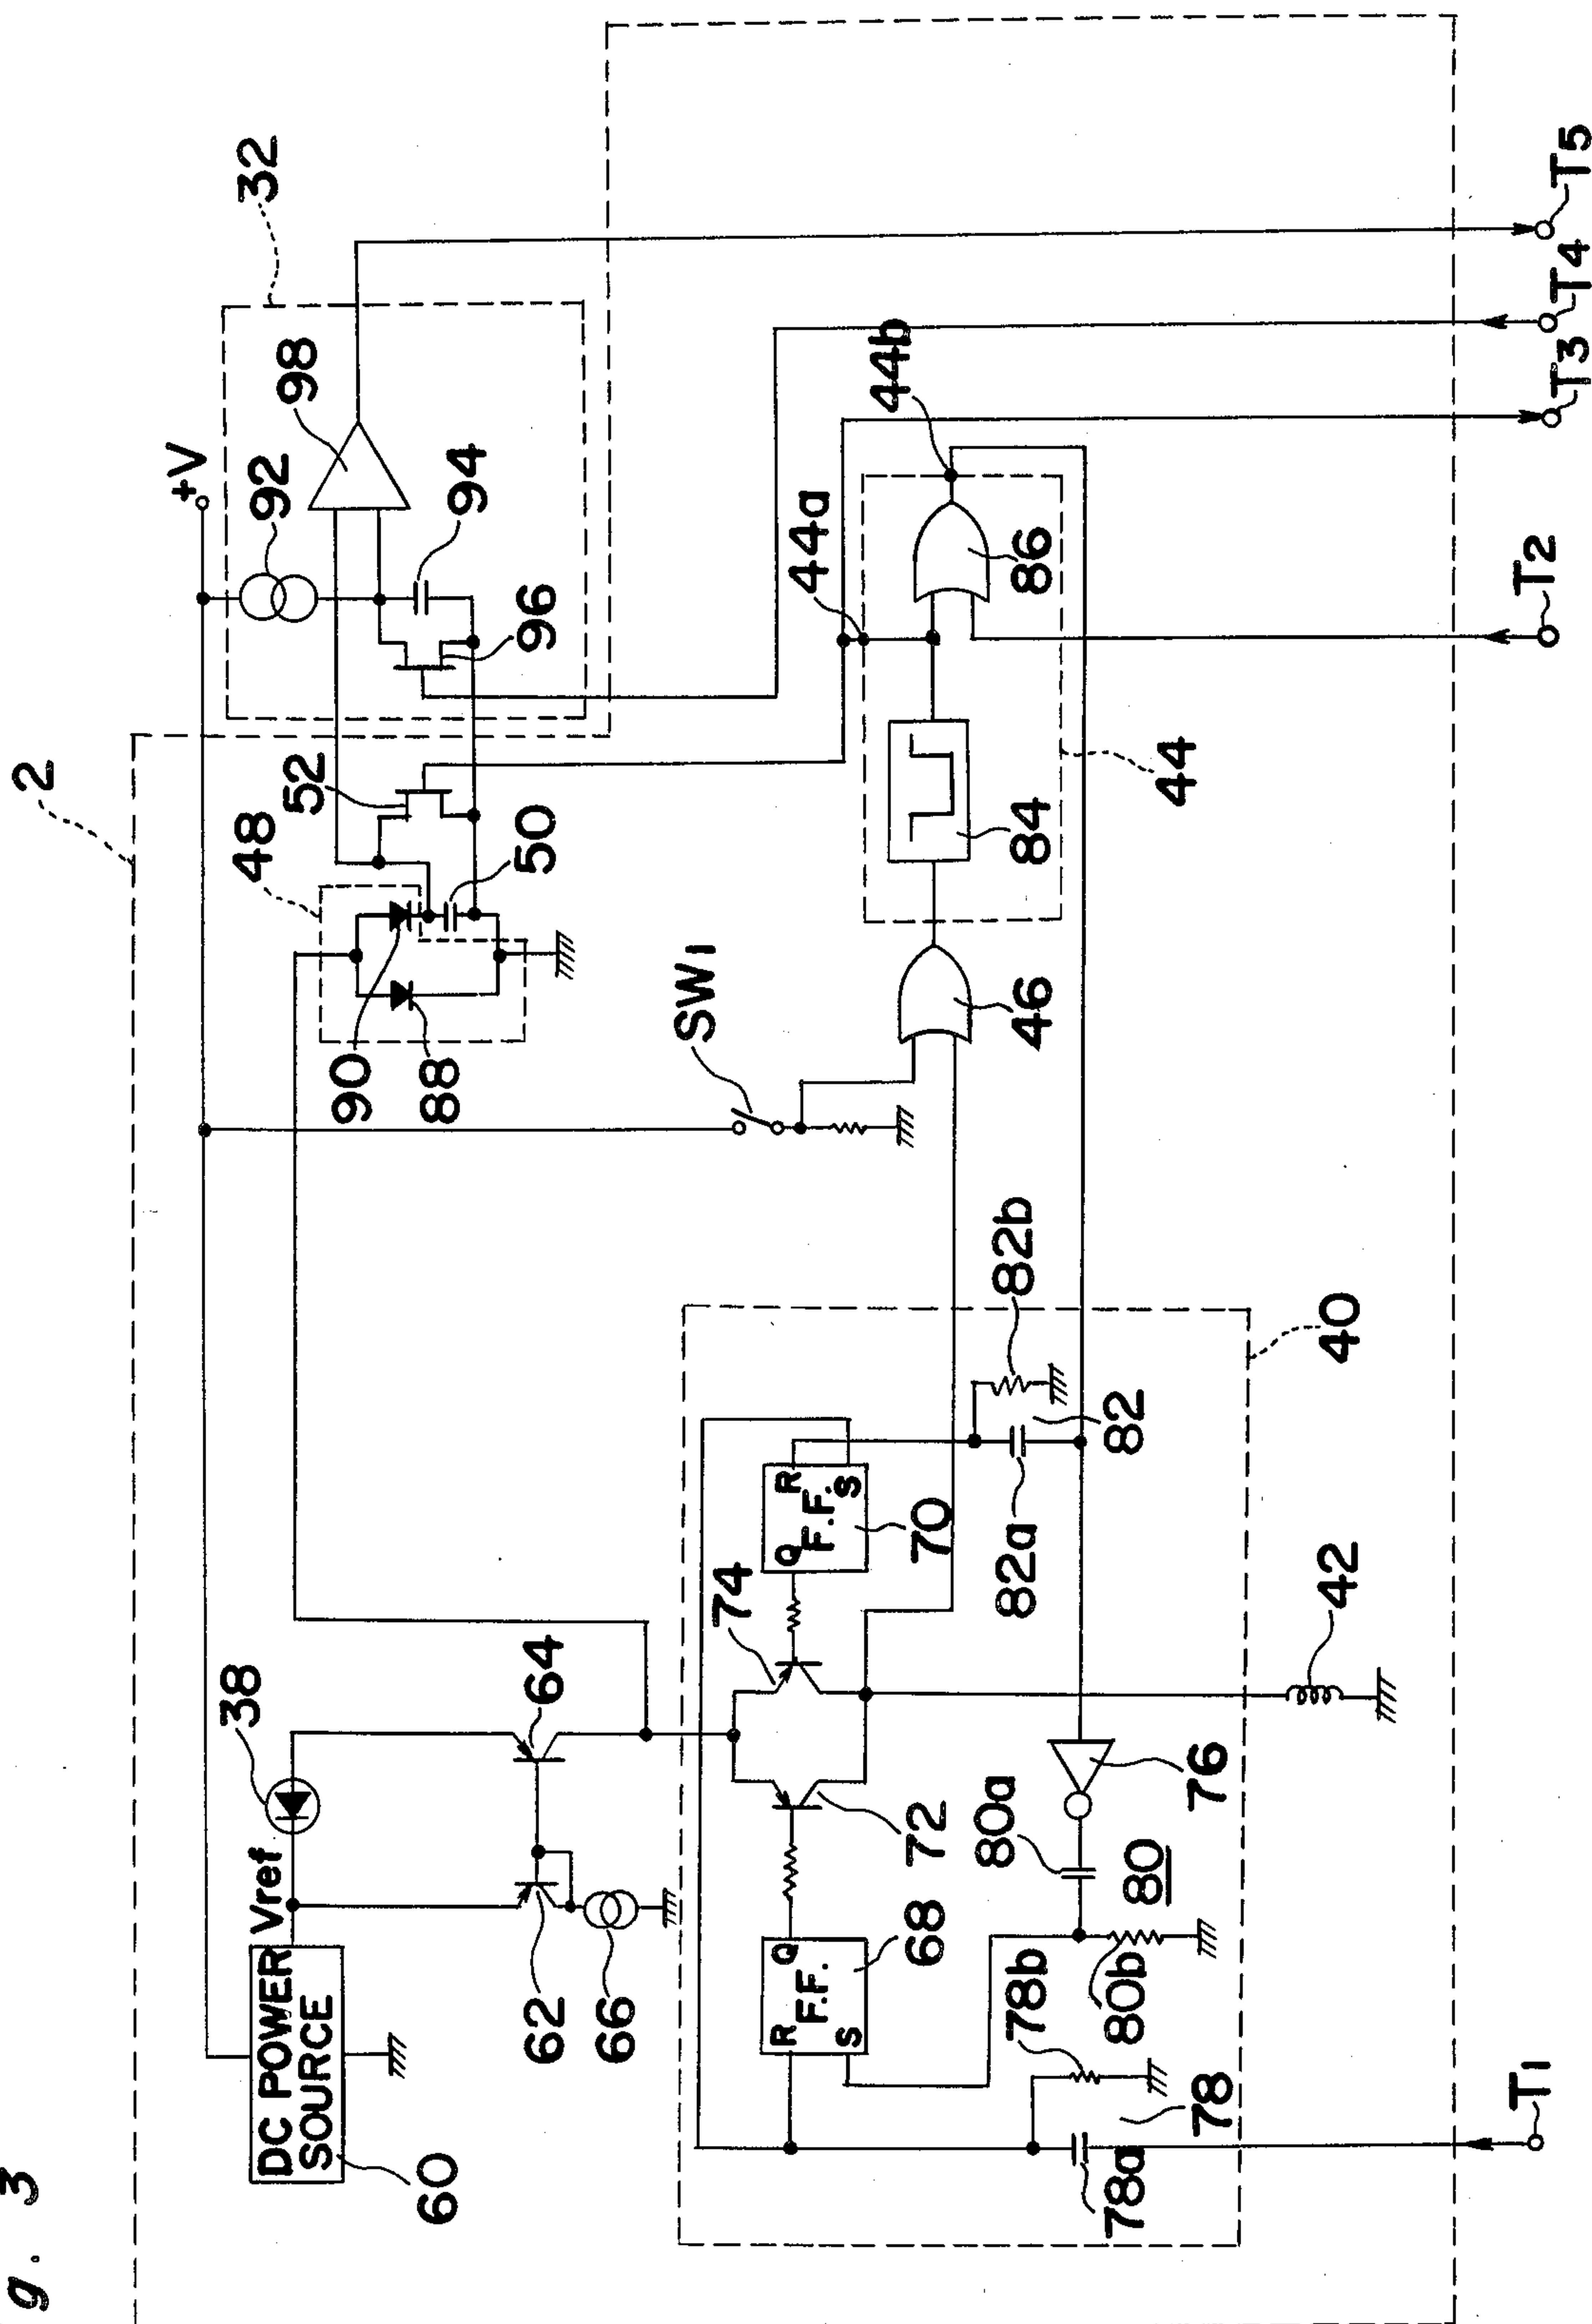 g. 3
2
32
+V
92
98
94
96
T5
T4
T3
44b
44a
86
T2
52
48
50
84
44
90
88
SW1
46
82b
40
38
Vref
64
74
R
S
Q
F.F.
70
82a
82
42
DC POWER
SOURCE
60
62
66
72
68
R
S
Q
F.F.
76
80a
80
80b
78b
78
78a
T1